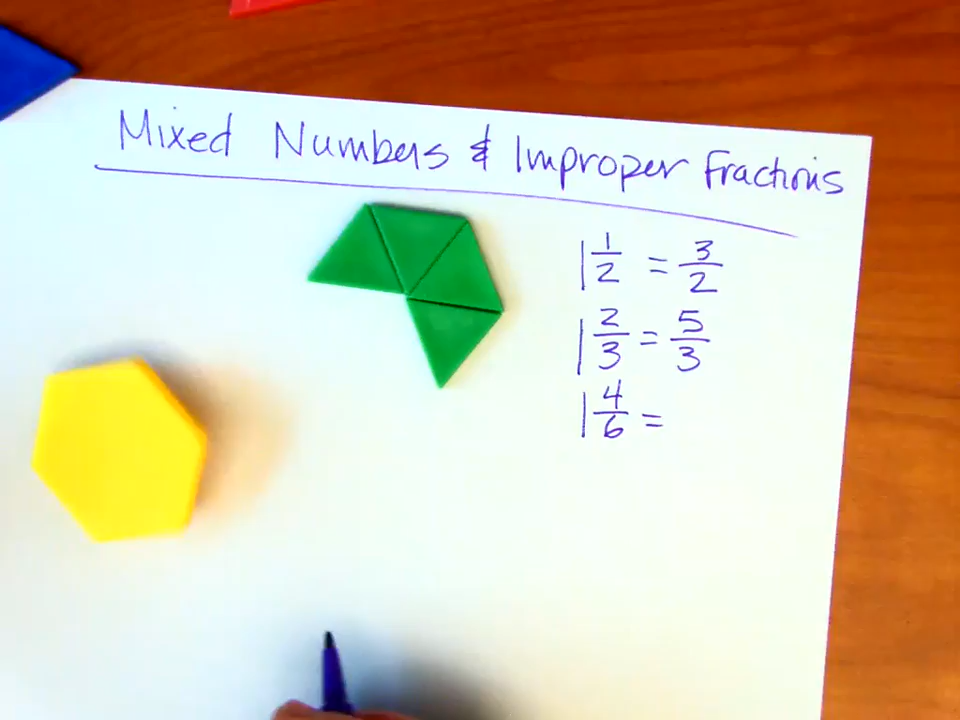 Mixed Numbers & Improper Fractions
1 1/2 = 3/2
1 2/3 = 5/3
1 4/6 =